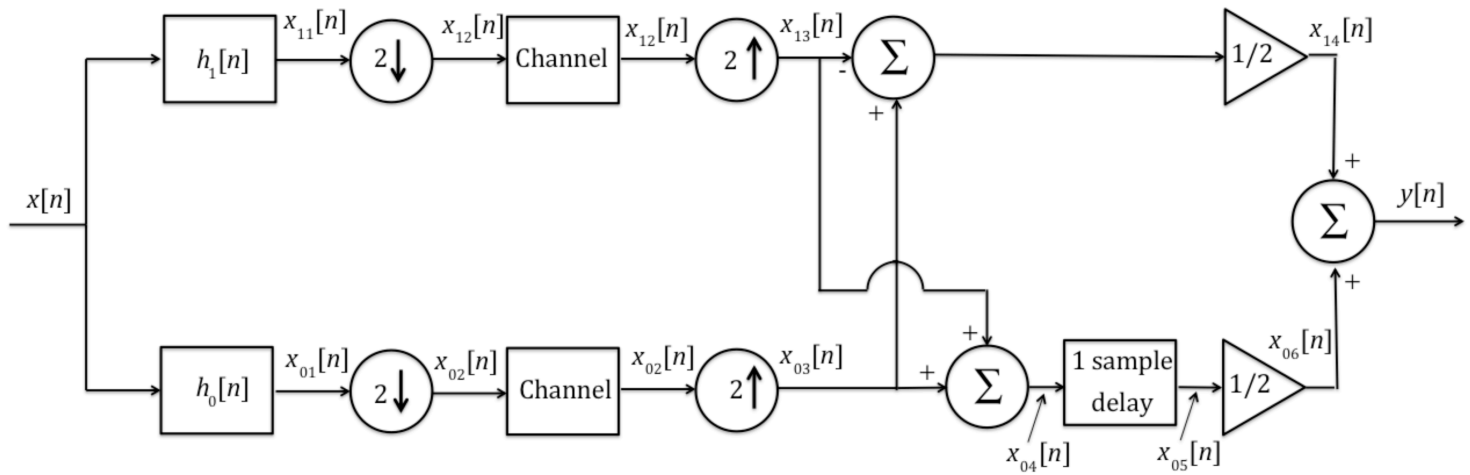 x₁₁[n]
x₁₂[n]
x₁₂[n]
x₁₃[n]
x₁₄[n]
h₁[n]
2↓
Channel
2↑
-
Σ
+
1/2
x[n]
+
Σ
y[n]
+
x₀₁[n]
x₀₂[n]
x₀₂[n]
x₀₃[n]
+
x₀₆[n]
h₀[n]
2↓
Channel
2↑
+
Σ
1 sample
delay
1/2
x₀₄[n]
x₀₅[n]